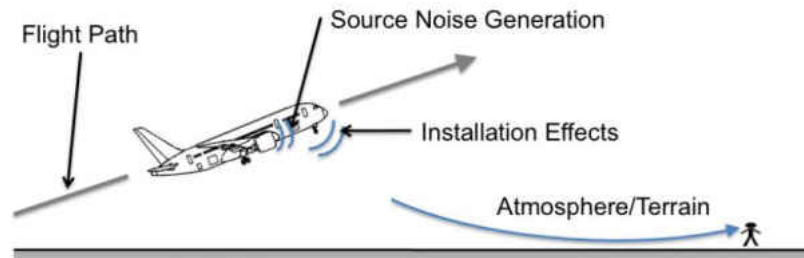 Source Noise Generation
Flight Path
Installation Effects
Atmosphere/Terrain